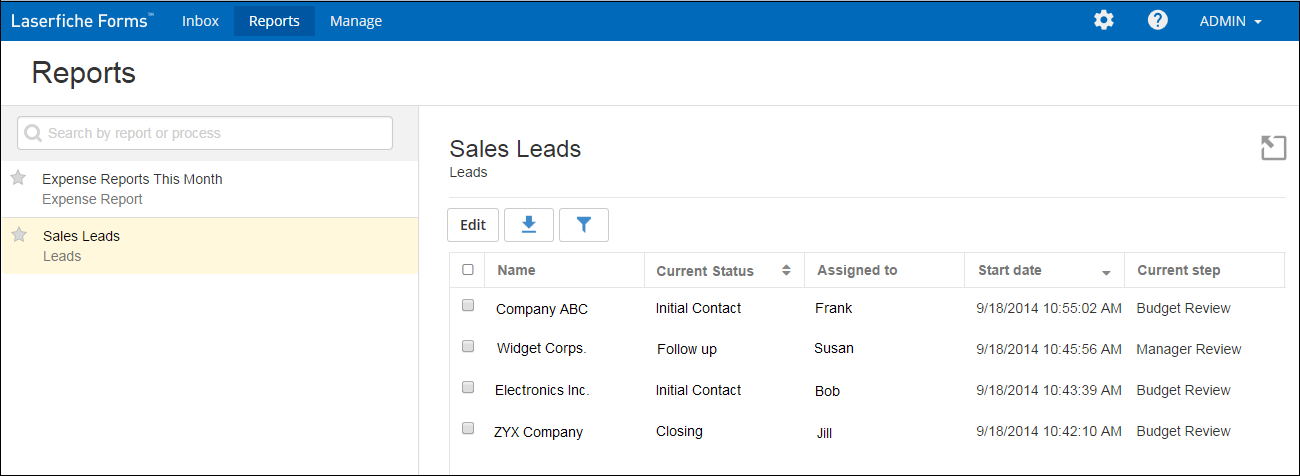 Laserfiche Forms™ Inbox Reports Manage ADMIN
Reports
Search by report or process
Expense Reports This Month
Expense Report
Sales Leads
Leads
Sales Leads
Leads
Edit
Name Current Status Assigned to Start date Current step
Company ABC Initial Contact Frank 9/18/2014 10:55:02 AM Budget Review
Widget Corps. Follow up Susan 9/18/2014 10:45:56 AM Manager Review
Electronics Inc. Initial Contact Bob 9/18/2014 10:43:39 AM Budget Review
ZYX Company Closing Jill 9/18/2014 10:42:10 AM Budget Review